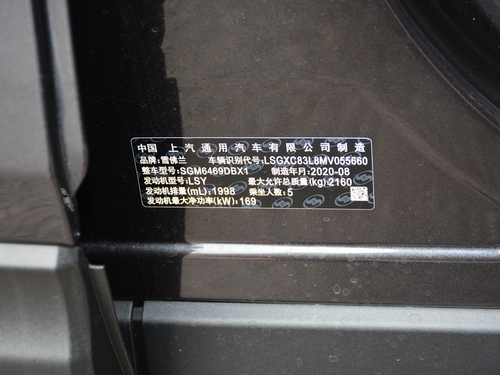 中国 上汽通用汽车有限公司制造
品牌:雪佛兰 车辆识别代号:LSGXC83L8MV055660
整车型号:SGM6469DBX1 制造年月:2020-08
发动机型号:LSY 最大允许总质量(kg):2160
发动机排量(mL):1998 乘坐人数:5
发动机最大净功率(kW):169